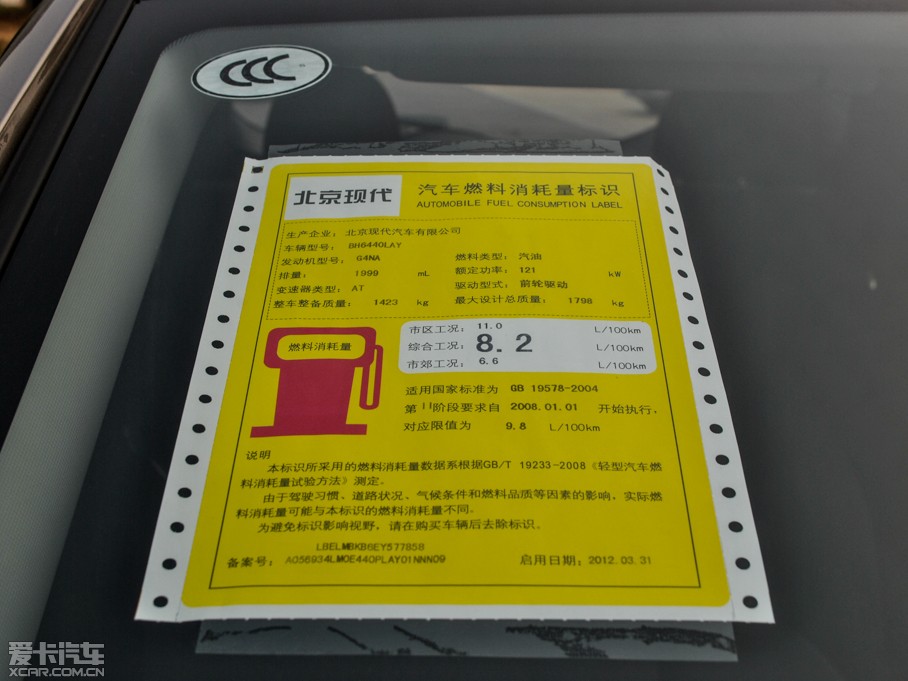 CCC
北京现代
汽车燃料消耗量标识
AUTOMOBILE FUEL CONSUMPTION LABEL
生产企业: 北京现代汽车有限公司
车辆型号: BH6440LAY
发动机型号: G4NA 燃料类型: 汽油
排量: 1999 mL 额定功率: 121 kW
变速器类型: AT 驱动型式: 前轮驱动
整车整备质量: 1423 kg 最大设计总质量: 1798 kg
燃料消耗量
市区工况: 11.0 L/100km
综合工况: 8.2 L/100km
市郊工况: 6.6 L/100km
适用国家标准为 GB 19578-2004
第II阶段要求自 2008.01.01 开始执行,
对应限值为 9.8 L/100km
说明
本标识所采用的燃料消耗量数据系根据GB/T 19233-2008《轻型汽车燃
料消耗量试验方法》测定。
由于驾驶习惯、道路状况、气候条件和燃料品质等因素的影响,实际燃
料消耗量可能与本标识的燃料消耗量不同。
为避免标识影响视野,请在购买车辆后去除标识。
LBELMBKB6EY577858
备案号: A056934LM0E440PLAY01NNN09 启用日期: 2012.03.31
爱卡汽车
XCAR.COM.CN